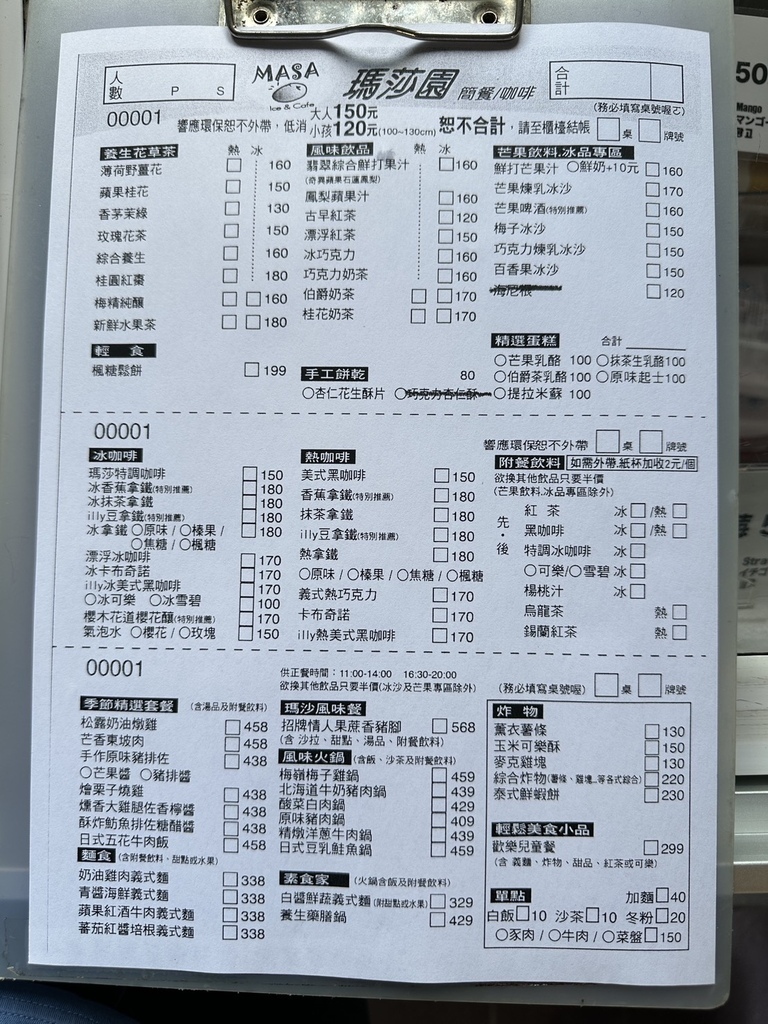 人數 P S
MASA
Ice & Cafe
瑪莎園 簡餐/咖啡
合計
(務必填寫桌號喔ㄛ)
00001
響應環保恕不外帶,低消 大人150元
小孩120元(100~130cm)
恕不合計,請至櫃檯結帳 □桌 □牌號
養生花草茶 熱 冰
薄荷野薑花 □ 160
蘋果桂花 □ 150
香茅茉綠 □ 130
玫瑰花茶 □ 150
綜合養生 □ 160
桂圓紅棗 □ 180
梅精純釀 □ □160
新鮮水果茶 □ □180
輕食
楓糖鬆餅 □199
風味飲品 熱 冰
翡翠綜合鮮打果汁 □160
(奇異蘋果石蓮鳳梨)
鳳梨蘋果汁 □160
古早紅茶 □120
漂浮紅茶 □150
冰巧克力 □160
巧克力奶茶 □160
伯爵奶茶 □ □170
桂花奶茶 □ □170
手工餅乾 80
○杏仁花生酥片 ○巧克力杏仁酥
芒果飲料.冰品專區
鮮打芒果汁 ○鮮奶+10元 □160
芒果煉乳冰沙 □170
芒果啤酒(特別推薦) □160
梅子冰沙 □150
巧克力煉乳冰沙 □150
百香果冰沙 □150
海尼根 □120
精選蛋糕 合計
○芒果乳酪 100 ○抹茶生乳酪100
○伯爵茶乳酪 100 ○原味起士100
○提拉米蘇 100
00001
響應環保恕不外帶 □桌 □牌號
冰咖啡
瑪莎特調咖啡 □150
冰香蕉拿鐵(特別推薦) □180
冰抹茶拿鐵 □180
illy豆拿鐵(特別推薦) □180
冰拿鐵 ○原味 / ○榛果 / □180
○焦糖 / ○楓糖
漂浮冰咖啡 □170
冰卡布奇諾 □170
illy冰美式黑咖啡 □170
○冰可樂 ○冰雪碧 □100
櫻木花道櫻花釀(特別推薦) □170
氣泡水 ○櫻花 / ○玫瑰 □150
熱咖啡
美式黑咖啡 □150
香蕉拿鐵(特別推薦) □180
抹茶拿鐵 □180
illy豆拿鐵(特別推薦) □180
熱拿鐵 □180
○原味 / ○榛果 / ○焦糖 / ○楓糖
義式熱巧克力 □170
卡布奇諾 □170
illy熱美式黑咖啡 □170
附餐飲料 如需外帶.紙杯加收2元/個
欲換其他飲品只要半價
(芒果飲料.冰品專區除外)
先・後
紅 茶 冰□/熱□
黑咖啡 冰□/熱□
特調冰咖啡 冰□
○可樂/○雪碧 冰□
楊桃汁 冰□
烏龍茶 熱□
錫蘭紅茶 熱□
00001
供正餐時間:11:00-14:00 16:30-20:00
欲換其他飲品只要半價(冰沙及芒果專區除外)
(務必填寫桌號喔) □桌 □牌號
季節精選套餐 (含湯品及附餐飲料)
松露奶油燉雞 □458
芒香東坡肉 □458
手作原味豬排佐 □438
○芒果醬 ○豬排醬
燴栗子燒雞 □438
燻香大雞腿佐香檸醬 □438
酥炸魴魚排佐糖醋醬 □438
日式五花牛肉飯 □458
麵食 (含附餐飲料、甜點或水果)
奶油雞肉義式麵 □338
青醬海鮮義式麵 □338
蘋果紅酒牛肉義式麵 □338
蕃茄紅醬培根義式麵 □338
瑪沙風味餐
招牌情人果蔗香豬腳 □568
(含 沙拉、甜點、湯品、附餐飲料)
風味火鍋 (含飯、沙茶及附餐飲料)
梅嶺梅子雞鍋 □459
北海道牛奶豬肉鍋 □439
酸菜白肉鍋 □429
原味豬肉鍋 □409
精燉洋蔥牛肉鍋 □439
日式豆乳鮭魚鍋 □459
素食家 (火鍋含飯及附餐飲料)
白醬鮮蔬義式麵(附甜點或水果) □329
養生藥膳鍋 □429
炸 物
薰衣薯條 □130
玉米可樂酥 □150
麥克雞塊 □130
綜合炸物(薯條、雞塊...等各式綜合) □220
泰式鮮蝦餅 □230
輕鬆美食小品
歡樂兒童餐 □299
(含 義麵、炸物、甜品、紅茶或可樂)
單點 加麵□40
白飯□10 沙茶□10 冬粉□20
○豕肉 / ○牛肉 / ○菜盤□150
50
Mango
マンゴー
망고